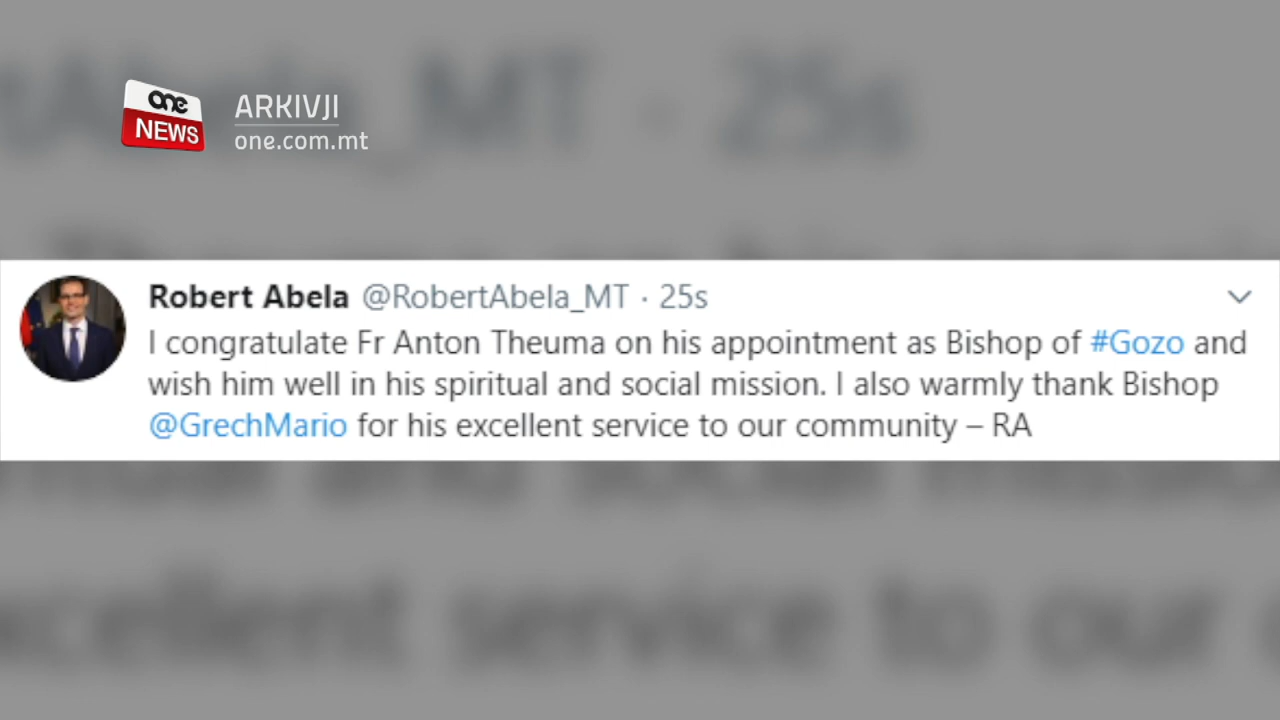 one
NEWS
ARKIVJI
one.com.mt
Robert Abela @RobertAbela_MT · 25s
I congratulate Fr Anton Theuma on his appointment as Bishop of #Gozo and
wish him well in his spiritual and social mission. I also warmly thank Bishop
@GrechMario for his excellent service to our community – RA